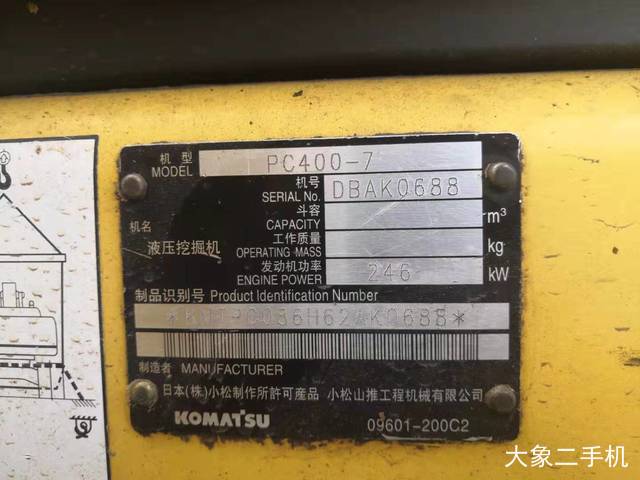 机型 MODEL PC400-7
机号 SERIAL No. DBAK0688
斗容 CAPACITY m³
机名 液压挖掘机
工作质量 OPERATING MASS kg
发动机功率 ENGINE POWER 246 kW
制品识别号 Product Identification Number
制造者 MANUFACTURER
日本(株)小松制作所許可産品 小松山推工程机械有限公司
KOMATSU 09601-200C2
大象二手机